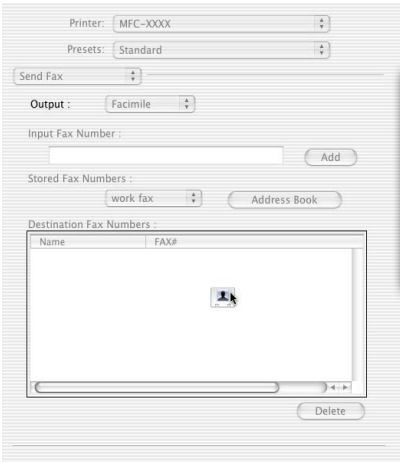 Printer: MFC-XXXX
Presets: Standard
Send Fax
Output : Facimile
Input Fax Number :
Add
Stored Fax Numbers :
work fax Address Book
Destination Fax Numbers :
Name FAX#
Delete